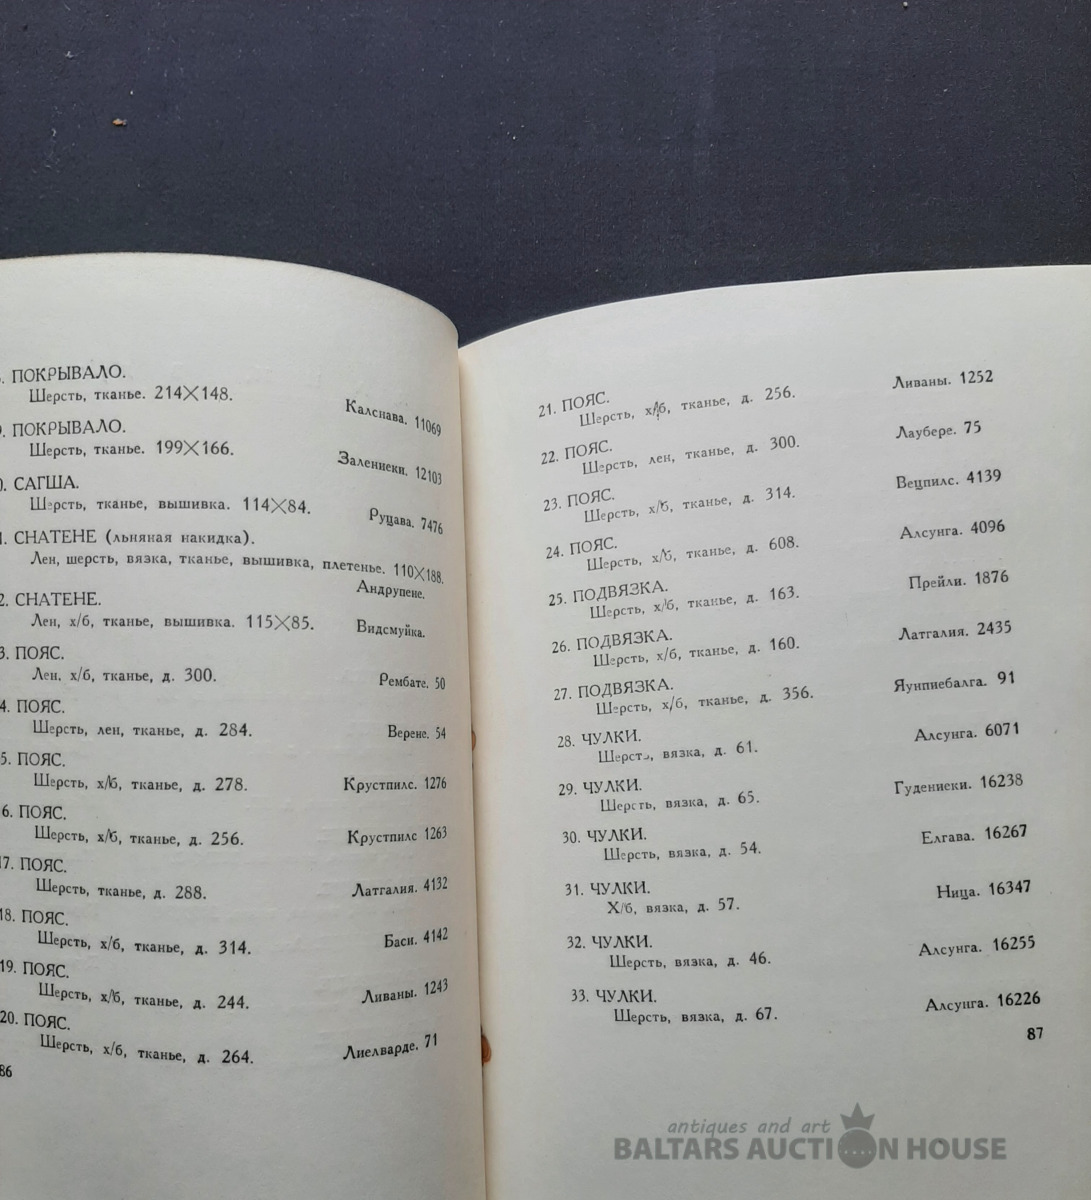 . ПОКРЫВАЛО.
Шерсть, тканье. 214×148.
Калснава. 11069
9. ПОКРЫВАЛО.
Шерсть, тканье. 199×166.
Залениеки. 12103
0. САГША.
Шерсть, тканье, вышивка. 114×84.
Руцава. 7476
1. СНАТЕНЕ (льняная накидка).
Лен, шерсть, вязка, тканье, вышивка, плетенье. 110×188.
Андрупене.
2. СНАТЕНЕ.
Лен, х/б, тканье, вышивка. 115×85. Видсмуйка.
3. ПОЯС.
Лен, х/б, тканье, д. 300. Рембате. 50
4. ПОЯС.
Шерсть, лен, тканье, д. 284. Верене. 54
5. ПОЯС.
Шерсть, х/б, тканье, д. 278. Крустпилс. 1276
6. ПОЯС.
Шерсть, х/б, тканье, д. 256. Крустпилс 1263
17. ПОЯС.
Шерсть, тканье, д. 288. Латгалия. 4132
18. ПОЯС.
Шерсть, х/б, тканье, д. 314. Баси. 4142
19. ПОЯС.
Шерсть, х/б, тканье, д. 244. Ливаны. 1243
20. ПОЯС.
Шерсть, х/б, тканье, д. 264. Лиелварде. 71
86
21. ПОЯС.
Шерсть, х/б, тканье, д. 256. Ливаны. 1252
22. ПОЯС.
Шерсть, лен, тканье, д. 300. Лаубере. 75
23. ПОЯС.
Шерсть, х/б, тканье, д. 314. Вецпилс. 4139
24. ПОЯС.
Шерсть, х/б, тканье, д. 608. Алсунга. 4096
25. ПОДВЯЗКА.
Шерсть, х/б, тканье, д. 163. Прейли. 1876
26. ПОДВЯЗКА.
Шерсть, х/б, тканье, д. 160. Латгалия. 2435
27. ПОДВЯЗКА.
Шерсть, х/б, тканье, д. 356. Яунпиебалга. 91
28. ЧУЛКИ.
Шерсть, вязка, д. 61. Алсунга. 6071
29. ЧУЛКИ.
Шерсть, вязка, д. 65. Гудениеки. 16238
30. ЧУЛКИ.
Шерсть, вязка, д. 54. Елгава. 16267
31. ЧУЛКИ.
Х/б, вязка, д. 57. Ница. 16347
32. ЧУЛКИ.
Шерсть, вязка, д. 46. Алсунга. 16255
33. ЧУЛКИ.
Шерсть, вязка, д. 67. Алсунга. 16226
87
antiques and art
BALTARS AUCTION HOUSE